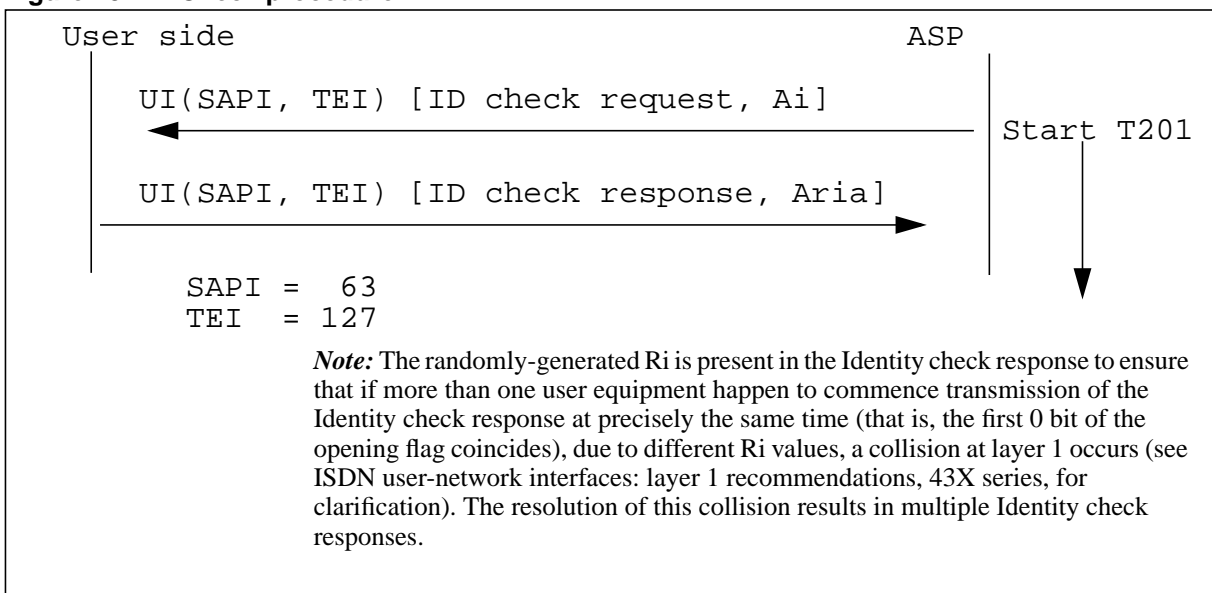 User side ASP
UI(SAPI, TEI) [ID check request, Ai]
Start T201
UI(SAPI, TEI) [ID check response, Aria]
SAPI = 63
TEI = 127
Note: The randomly-generated Ri is present in the Identity check response to ensure
that if more than one user equipment happen to commence transmission of the
Identity check response at precisely the same time (that is, the first 0 bit of the
opening flag coincides), due to different Ri values, a collision at layer 1 occurs (see
ISDN user-network interfaces: layer 1 recommendations, 43X series, for
clarification). The resolution of this collision results in multiple Identity check
responses.